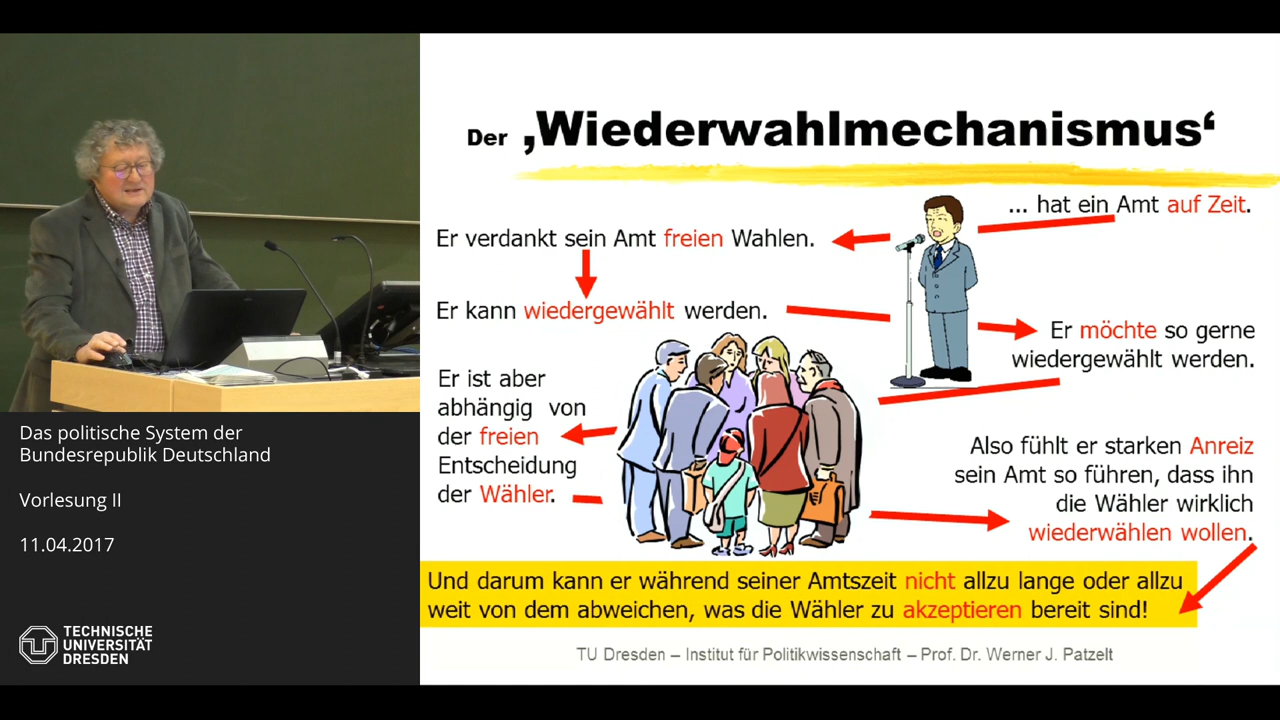 Der ‚Wiederwahlmechanismus‘
... hat ein Amt auf Zeit.
Er verdankt sein Amt freien Wahlen.
Er kann wiedergewählt werden.
Er möchte so gerne
wiedergewählt werden.
Er ist aber
abhängig von
der freien
Entscheidung
der Wähler.
Also fühlt er starken Anreiz
sein Amt so führen, dass ihn
die Wähler wirklich
wiederwählen wollen.
Und darum kann er während seiner Amtszeit nicht allzu lange oder allzu
weit von dem abweichen, was die Wähler zu akzeptieren bereit sind!
TU Dresden – Institut für Politikwissenschaft – Prof. Dr. Werner J. Patzelt
Das politische System der
Bundesrepublik Deutschland
Vorlesung II
11.04.2017
TECHNISCHE
UNIVERSITÄT
DRESDEN